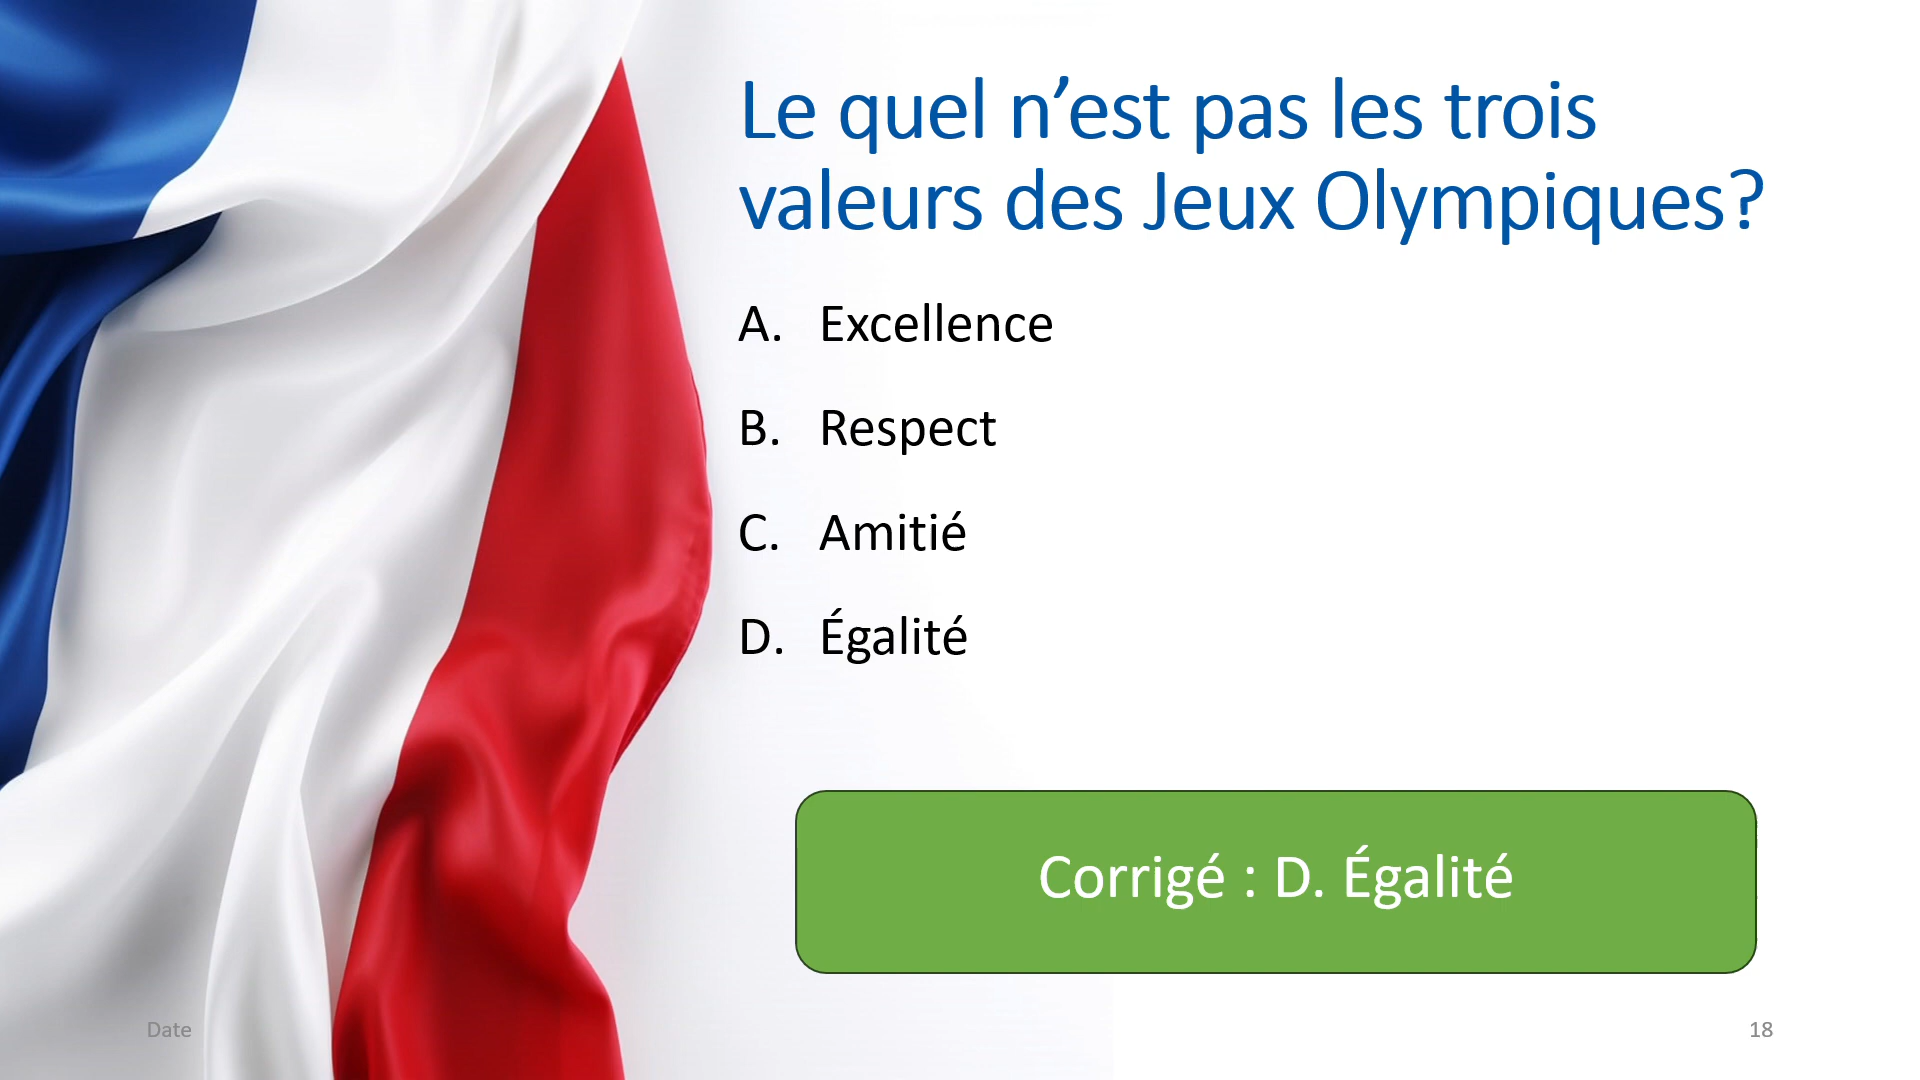 Le quel n’est pas les trois
valeurs des Jeux Olympiques?
A. Excellence
B. Respect
C. Amitié
D. Égalité
Corrigé : D. Égalité
Date
18